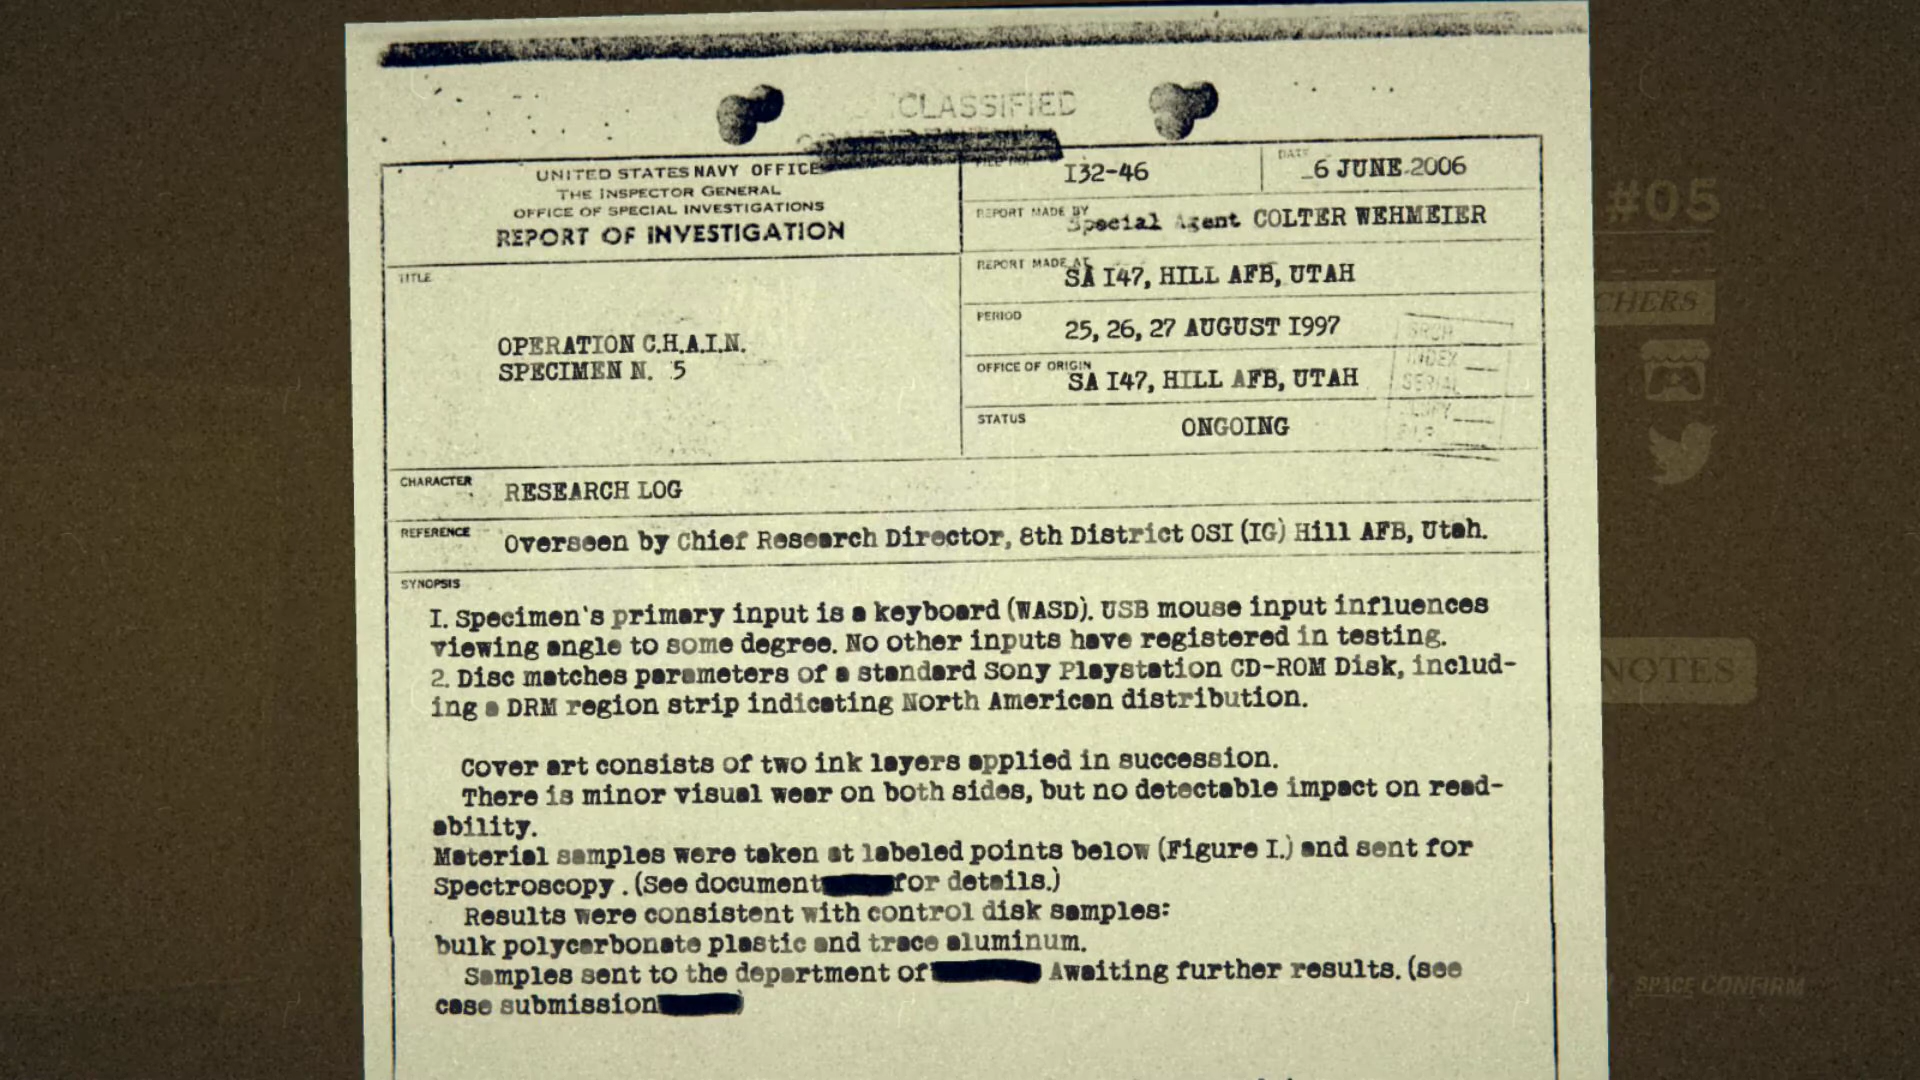 CLASSIFIED
UNITED STATES NAVY OFFICE
THE INSPECTOR GENERAL
OFFICE OF SPECIAL INVESTIGATIONS
REPORT OF INVESTIGATION
FILE NO.
I32-46
DATE
6 JUNE 2006
REPORT MADE BY
Special Agent COLTER WEHMEIER
REPORT MADE AT
SA I47, HILL AFB, UTAH
TITLE
OPERATION C.H.A.I.N.
SPECIMEN N. 5
PERIOD
25, 26, 27 AUGUST I997
OFFICE OF ORIGIN
SA I47, HILL AFB, UTAH
STATUS
ONGOING
INDEX
SERIAL
CHARACTER
RESEARCH LOG
REFERENCE
Overseen by Chief Research Director, 8th District OSI (IG) Hill AFB, Utah.
SYNOPSIS
I. Specimen's primary input is a keyboard (WASD). USB mouse input influences
viewing angle to some degree. No other inputs have registered in testing.
2. Disc matches parameters of a standard Sony Playstation CD-ROM Disk, includ-
ing a DRM region strip indicating North American distribution.
Cover art consists of two ink layers applied in succession.
There is minor visual wear on both sides, but no detectable impact on read-
ability.
Material samples were taken at labeled points below (Figure I.) and sent for
Spectroscopy. (See document for details.)
Results were consistent with control disk samples:
bulk polycarbonate plastic and trace aluminum.
Samples sent to the department of Awaiting further results. (see
case submission )
#05
CHERS
NOTES
SPACE CONFIRM